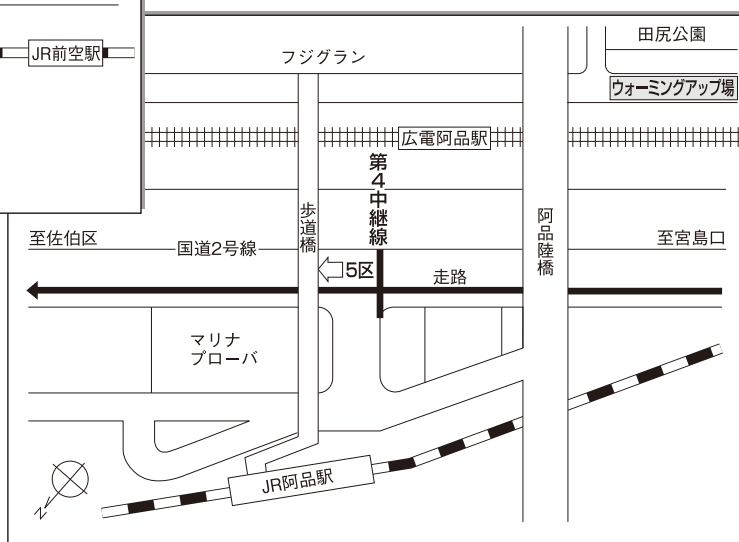 JR前空駅
フジグラン
田尻公園
ウォーミングアップ場
広電阿品駅
第4中継線
歩道橋
阿品陸橋
至佐伯区
国道2号線
至宮島口
5区
走路
マリナ
プローバ
JR阿品駅
N